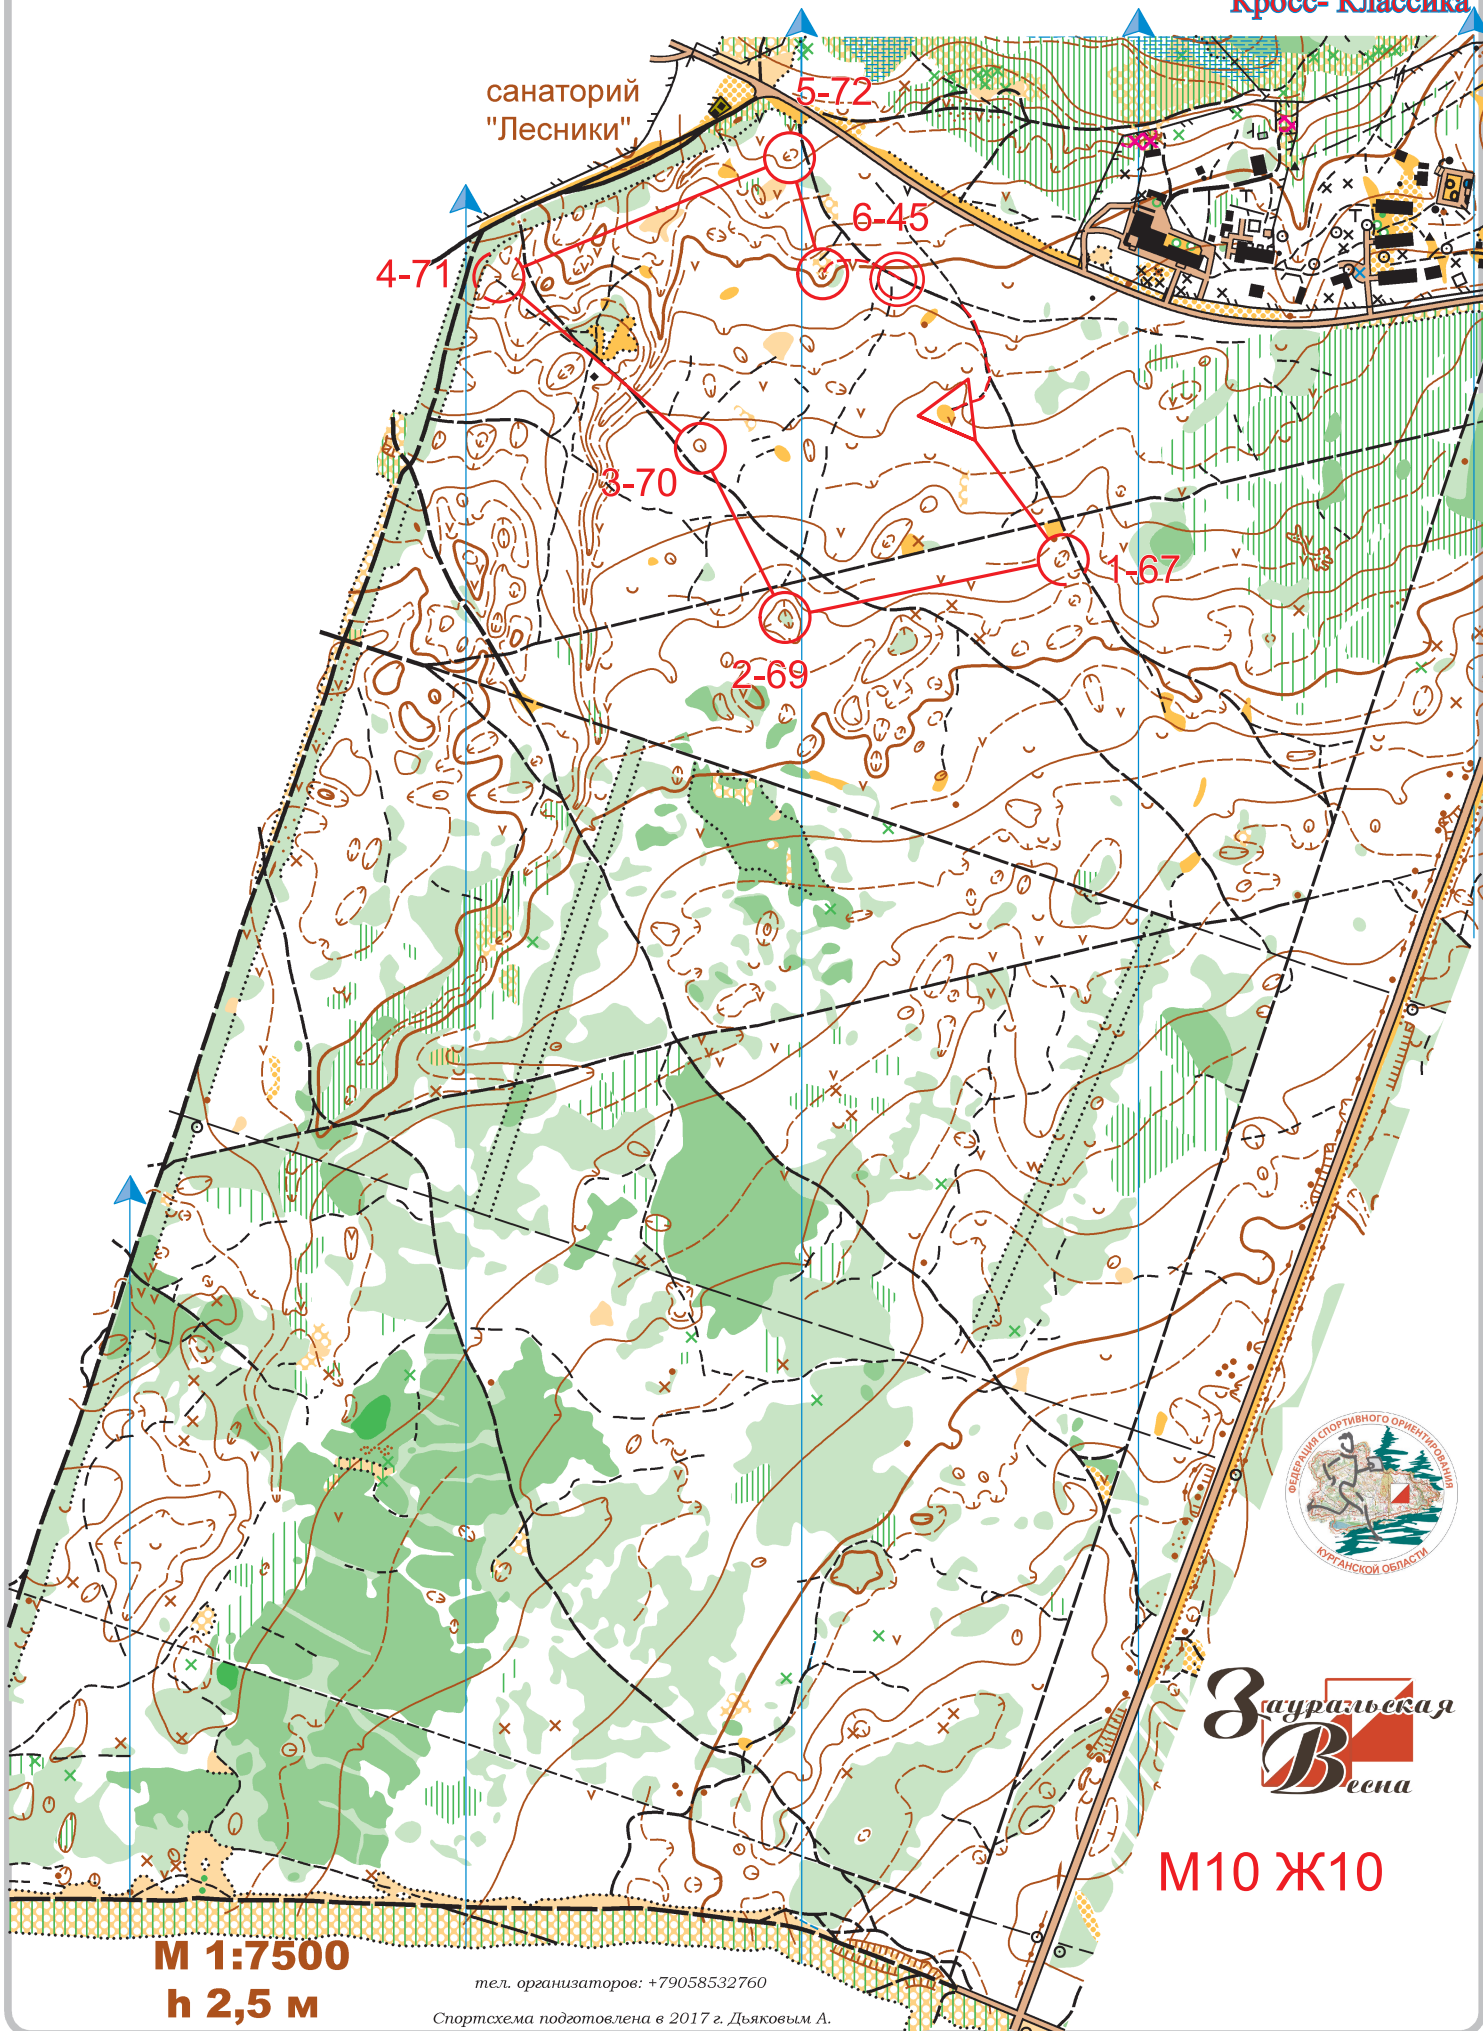 Кросс- Классика
санаторий
"Лесники"
5-72
6-45
4-71
3-70
1-67
2-69
ФЕДЕРАЦИЯ СПОРТИВНОГО ОРИЕНТИРОВАНИЯ
КУРГАНСКОЙ ОБЛАСТИ
Зауральская
Весна
М10 Ж10
М 1:7500
h 2,5 м
тел. организаторов: +79058532760
Спортсхема подготовлена в 2017 г. Дьяковым А.